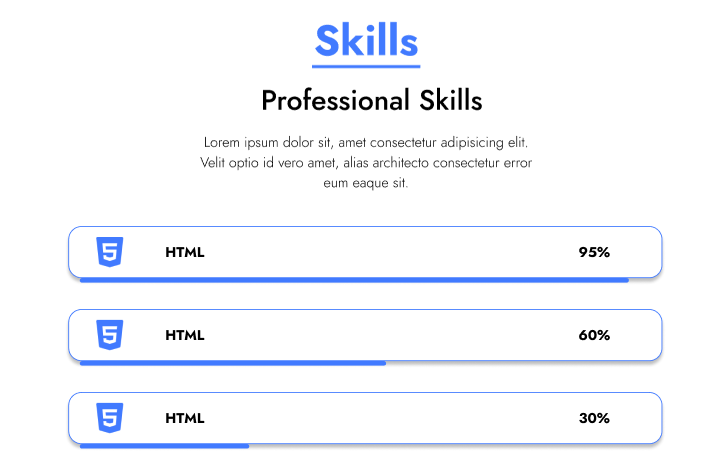 Skills
Professional Skills
Lorem ipsum dolor sit, amet consectetur adipisicing elit.
Velit optio id vero amet, alias architecto consectetur error
eum eaque sit.
5 HTML 95%
5 HTML 60%
5 HTML 30%